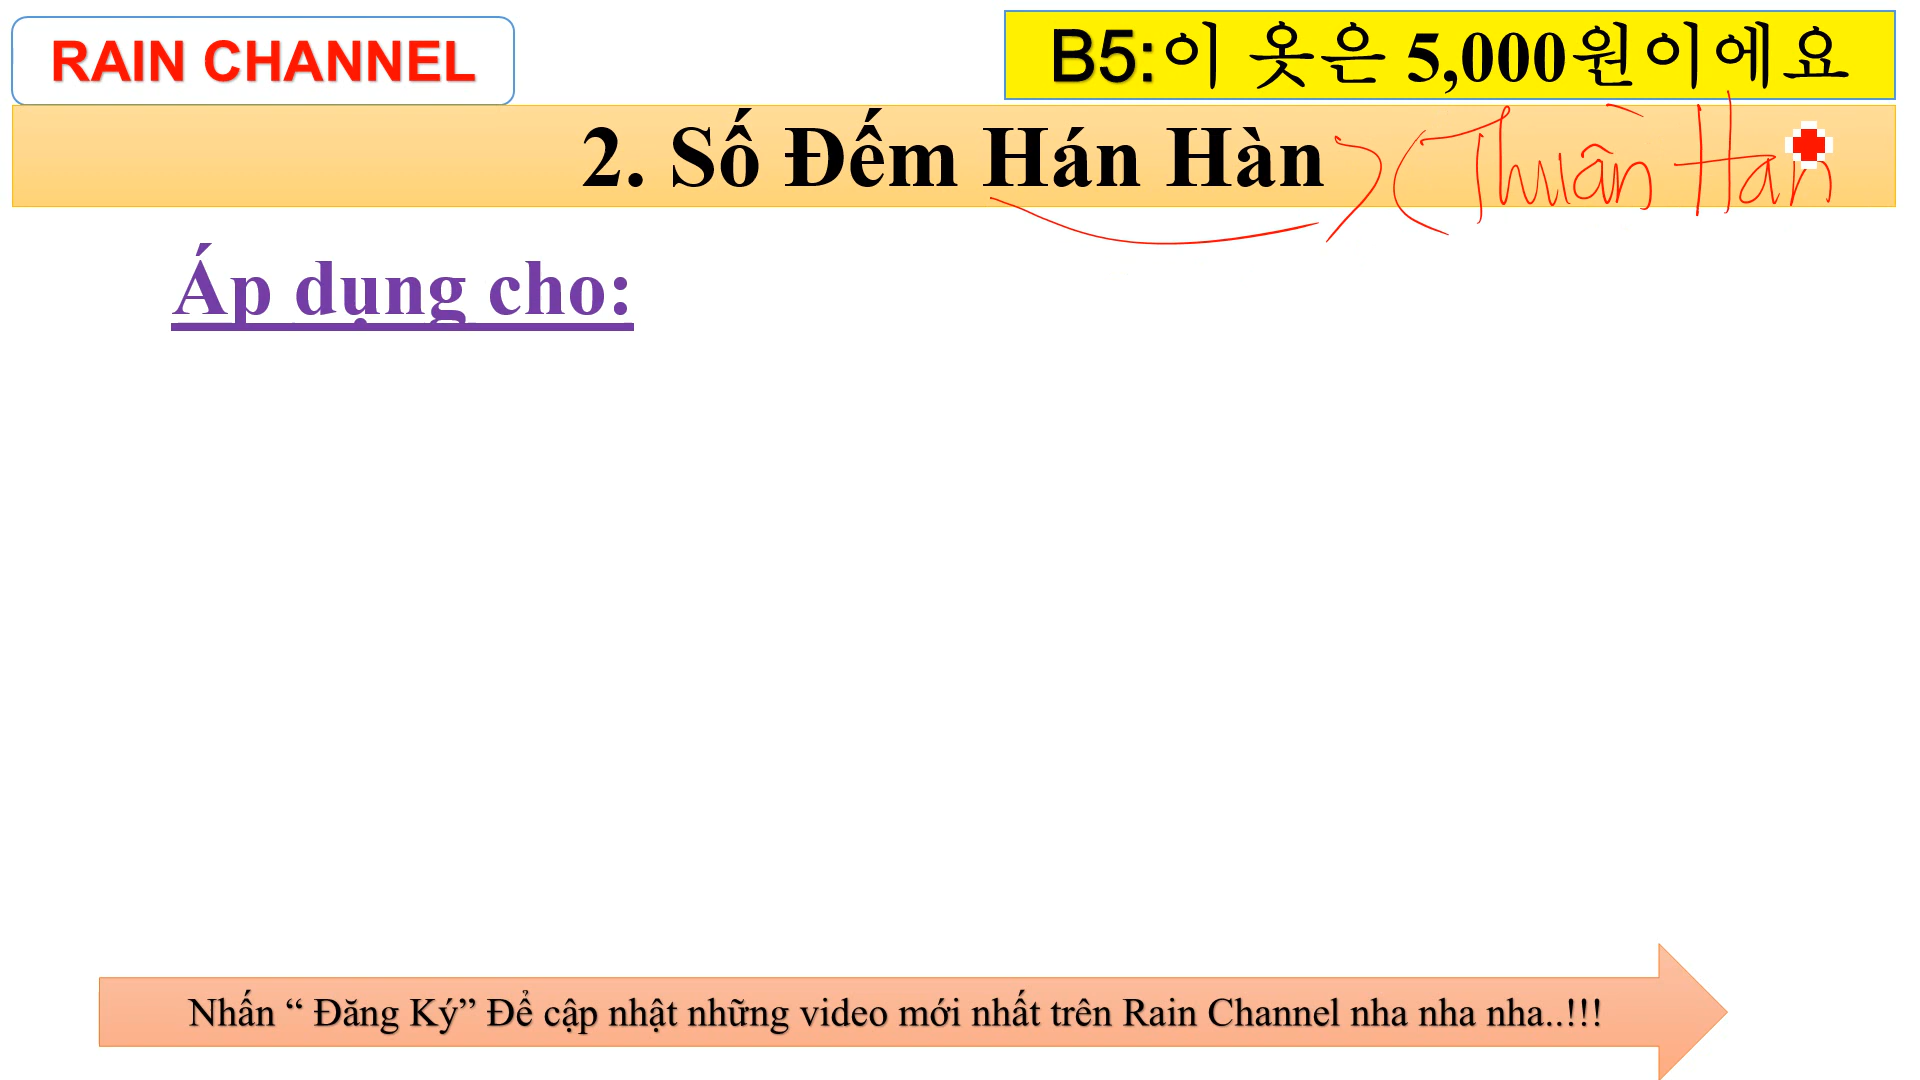 RAIN CHANNEL
B5:이 옷은 5,000원이에요
2. Số Đếm Hán Hàn >< Thuần Hàn
Áp dụng cho:
Nhấn “ Đăng Ký” Để cập nhật những video mới nhất trên Rain Channel nha nha nha..!!!